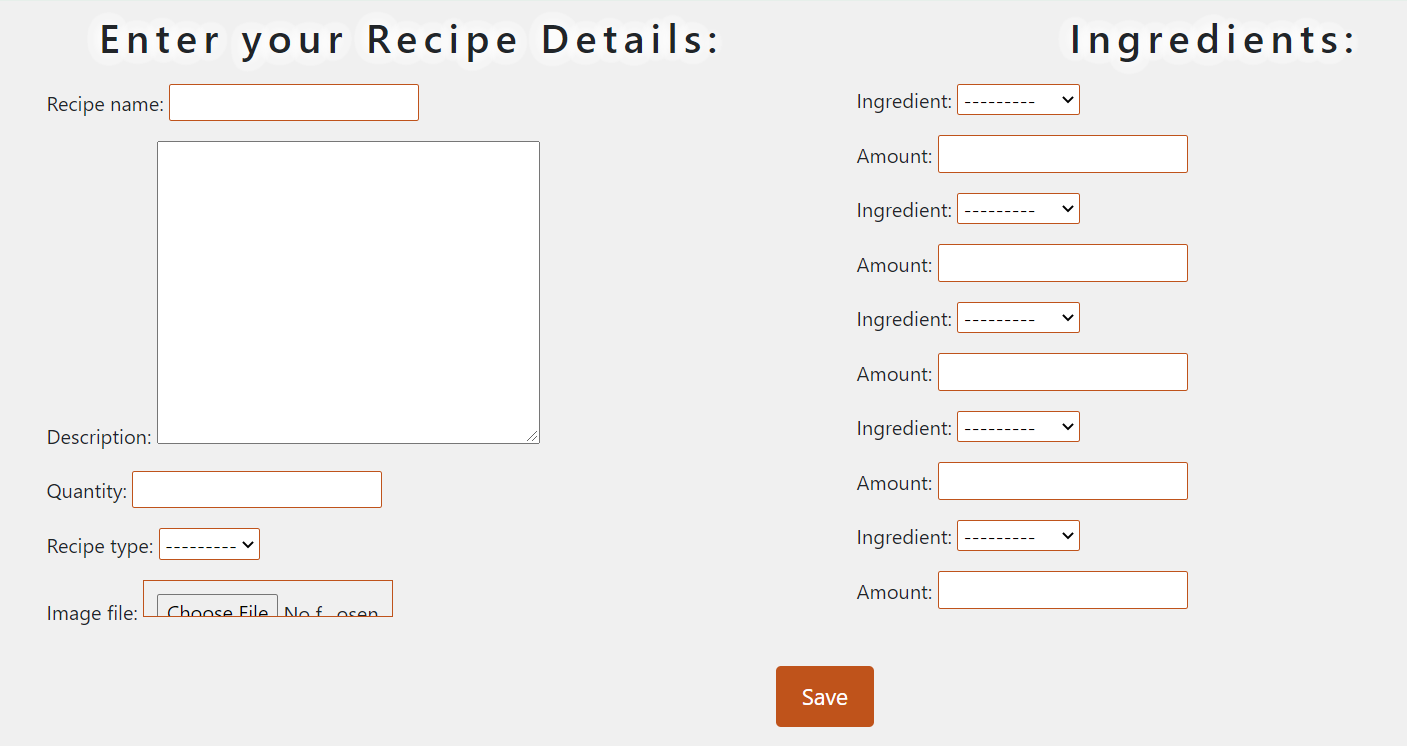 Enter your Recipe Details:
Recipe name:
Description:
Quantity:
Recipe type: ---------
Image file: Choose File No f...osen
Ingredients:
Ingredient: ---------
Amount:
Ingredient: ---------
Amount:
Ingredient: ---------
Amount:
Ingredient: ---------
Amount:
Ingredient: ---------
Amount:
Save